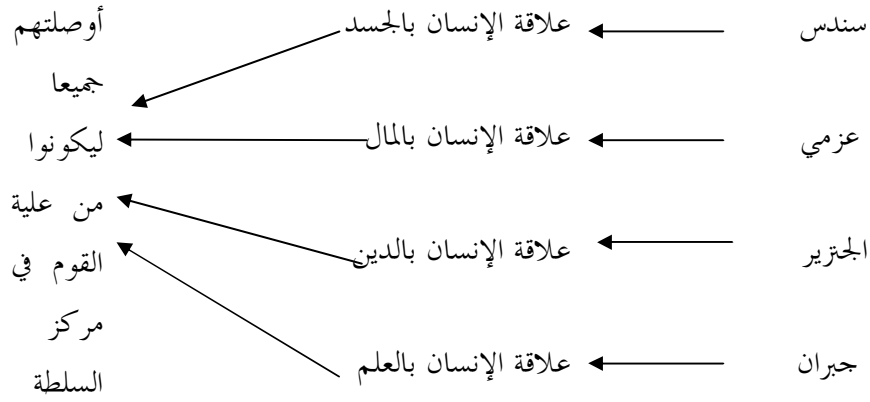 سندس علاقة الإنسان بالجسد أوصلتهم
جميعا
عزمي علاقة الإنسان بالمال ليكونوا
من علية
الجنزير علاقة الإنسان بالدين القوم في
مركز
جبران علاقة الإنسان بالعلم السلطة